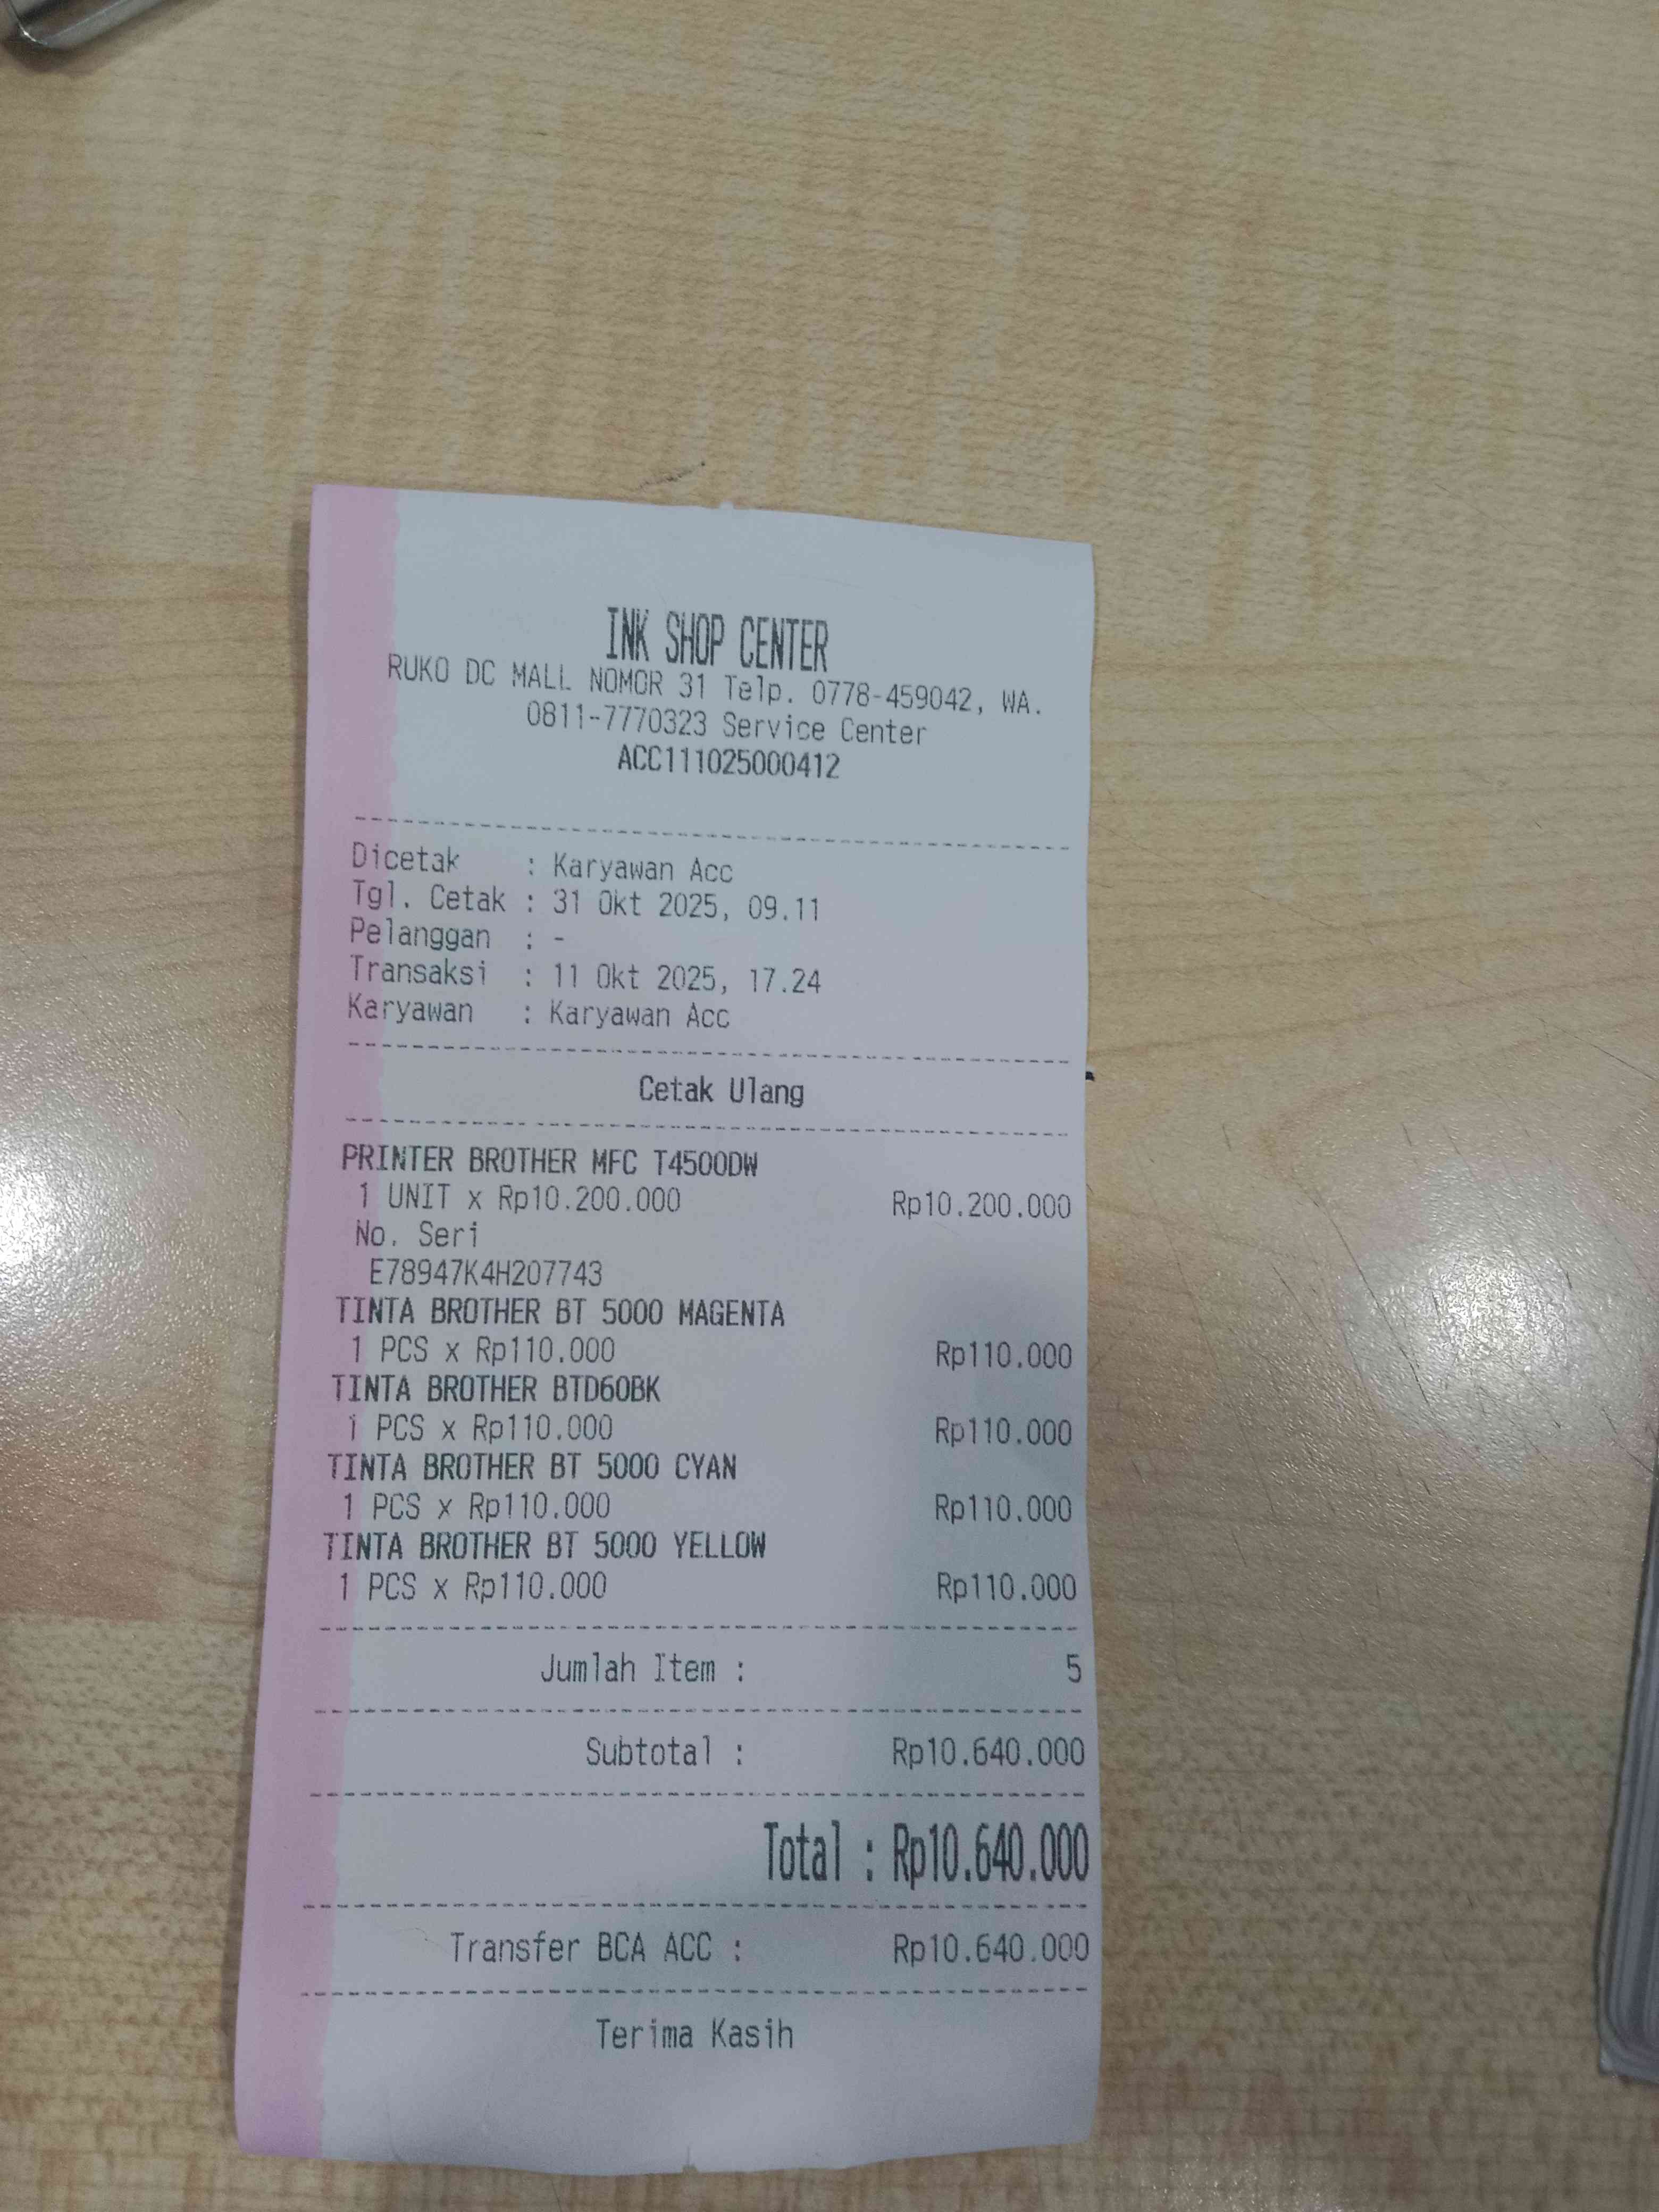 INK SHOP CENTER
RUKO DC MALL NOMOR 31 Telp. 0778-459042, WA.
0811-7770323 Service Center
ACC111025000412
Dicetak : Karyawan Acc
Tgl. Cetak : 31 Okt 2025, 09.11
Pelanggan : -
Transaksi : 11 Okt 2025, 17.24
Karyawan : Karyawan Acc
Cetak Ulang
PRINTER BROTHER MFC T4500DW
1 UNIT x Rp10.200.000 Rp10.200.000
No. Seri
E78947K4H207743
TINTA BROTHER BT 5000 MAGENTA
1 PCS x Rp110.000 Rp110.000
TINTA BROTHER BTD60BK
1 PCS x Rp110.000 Rp110.000
TINTA BROTHER BT 5000 CYAN
1 PCS x Rp110.000 Rp110.000
TINTA BROTHER BT 5000 YELLOW
1 PCS x Rp110.000 Rp110.000
Jumlah Item : 5
Subtotal : Rp10.640.000
Total : Rp10.640.000
Transfer BCA ACC : Rp10.640.000
Terima Kasih